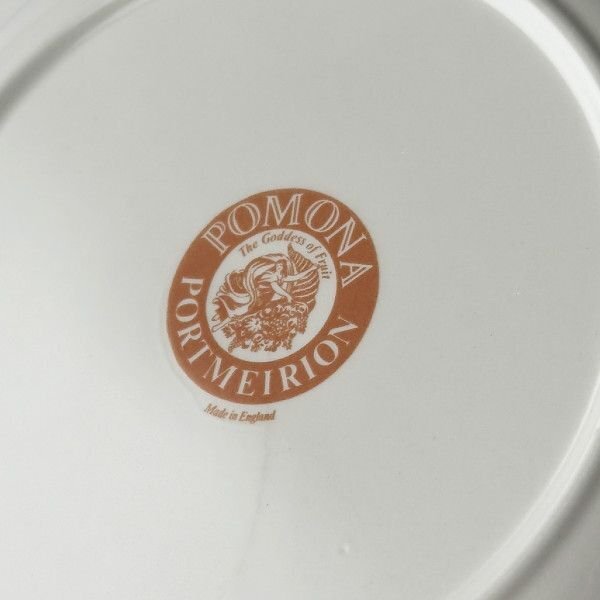 POMONA
The Goddess of Fruit
PORTMEIRION
Made in England